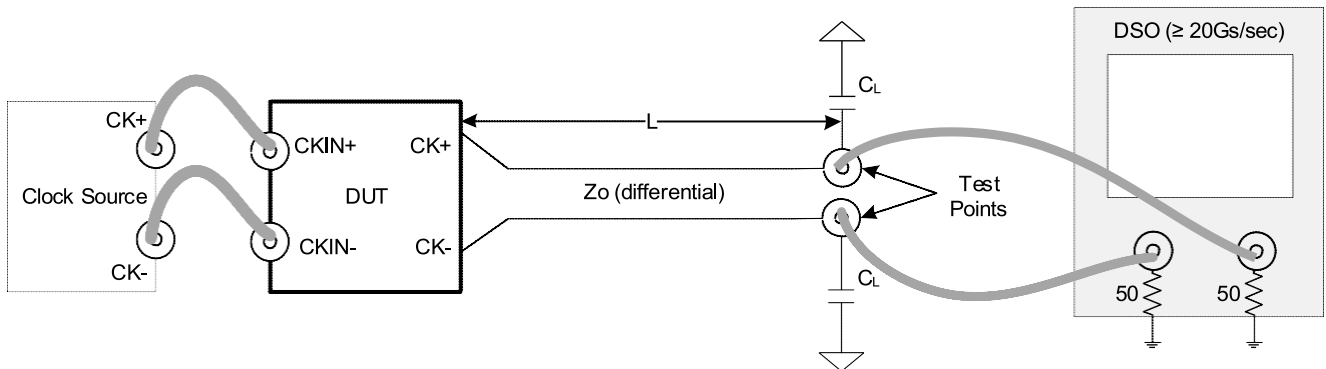 DSO (≥ 20Gs/sec)
CL
CK+
CKIN+
CK+
L
Clock Source
DUT
Zo (differential)
Test
Points
CK-
CKIN-
CK-
CL
50
50